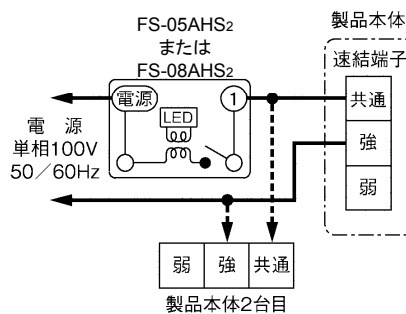 FS-05AHS2
または
FS-08AHS2
製品本体
速結端子
電源
LED
1
共通
強
弱
電 源
単相100V
50/60Hz
弱 強 共通
製品本体2台目